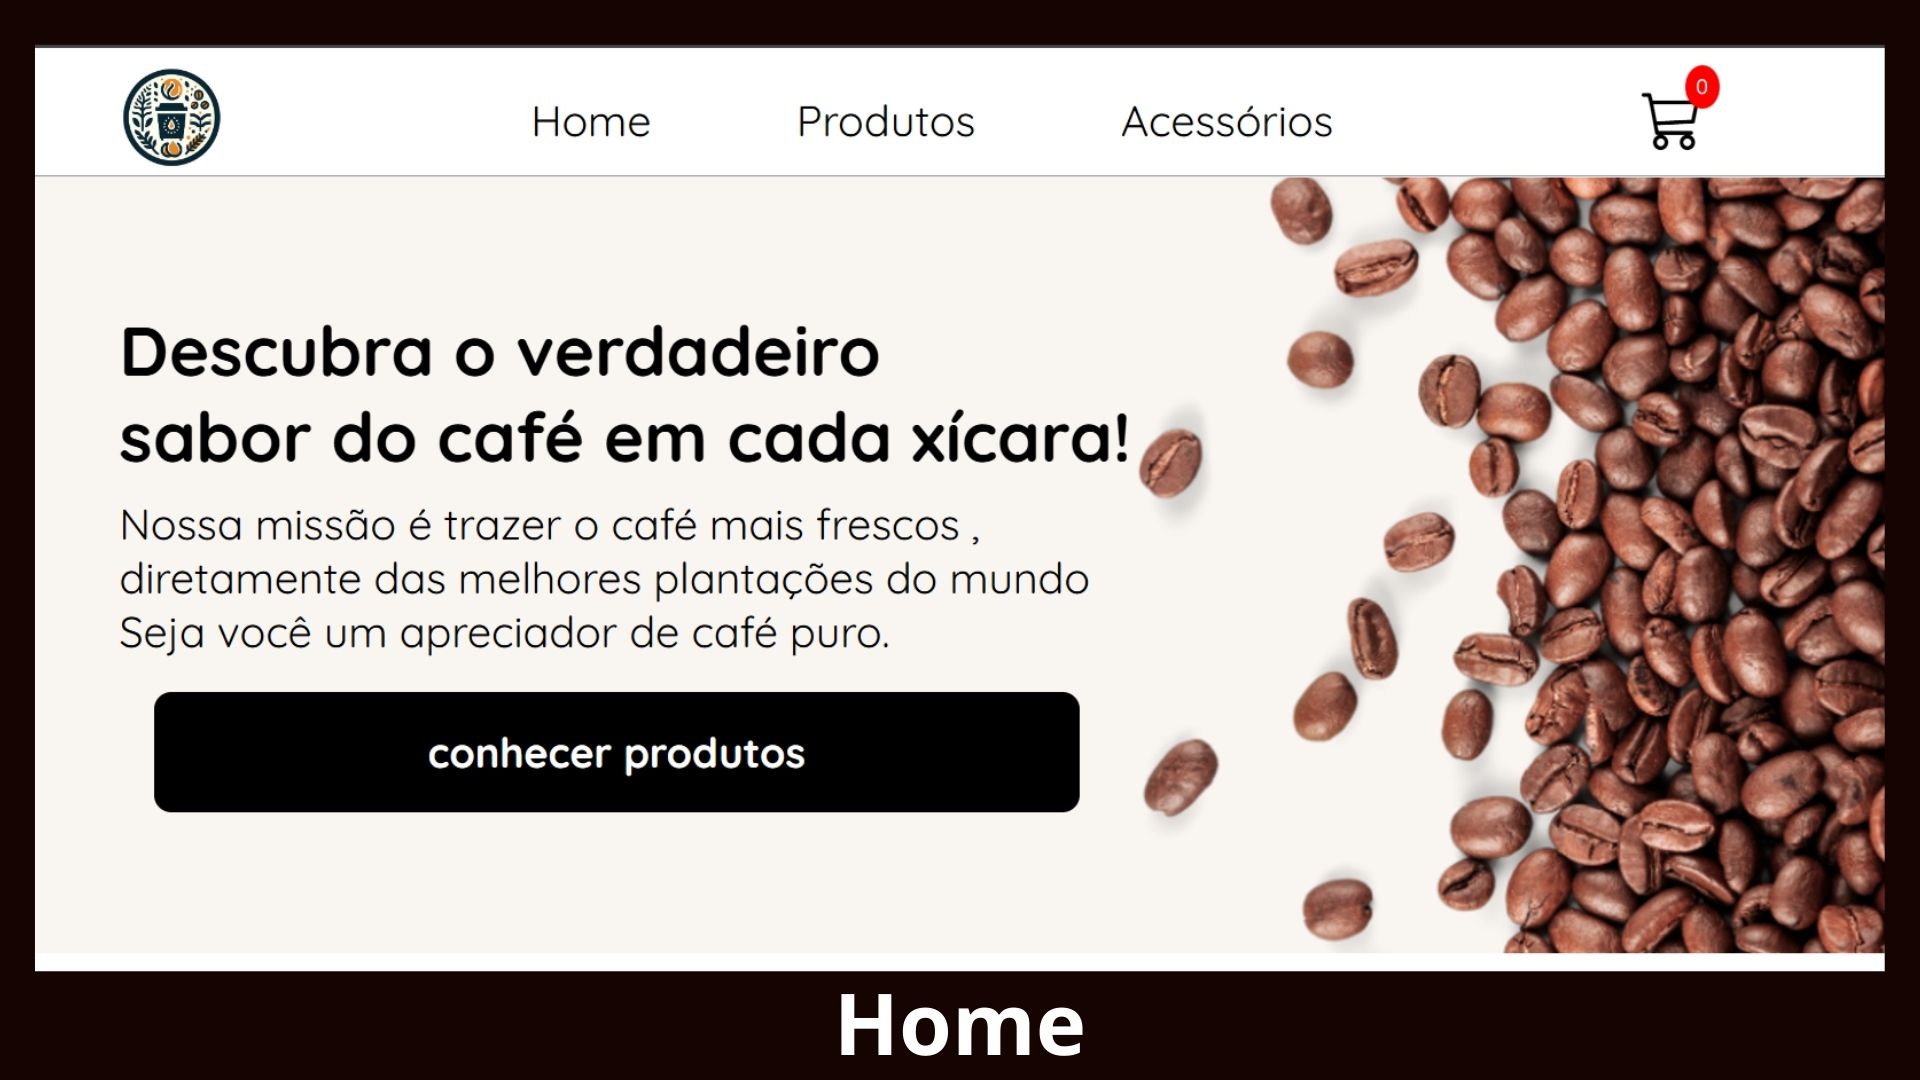 Home Produtos Acessórios 0
Descubra o verdadeiro
sabor do café em cada xícara!
Nossa missão é trazer o café mais frescos ,
diretamente das melhores plantações do mundo
Seja você um apreciador de café puro.
conhecer produtos
Home